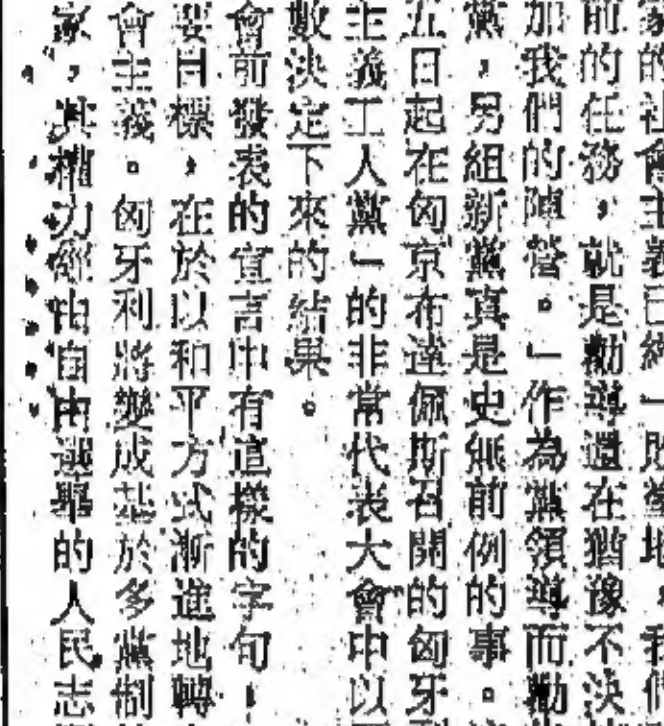 家的社會主義已經一敗塗地,我們
前的任務,就是勸導還在猶豫不決
加我們的陣營。」作為黨領導而勸
黨,另組新黨真是史無前例的事。
五日起在匈京布達佩斯召開的匈牙利
主義工人黨」的非常代表大會中以
數決定下來的結果。
會前發表的宣言中有這樣的字句:
要目標,在於以和平方式漸進地轉
會主義。匈牙利將變成基於多黨制
家,其權力經由自由選舉的人民志